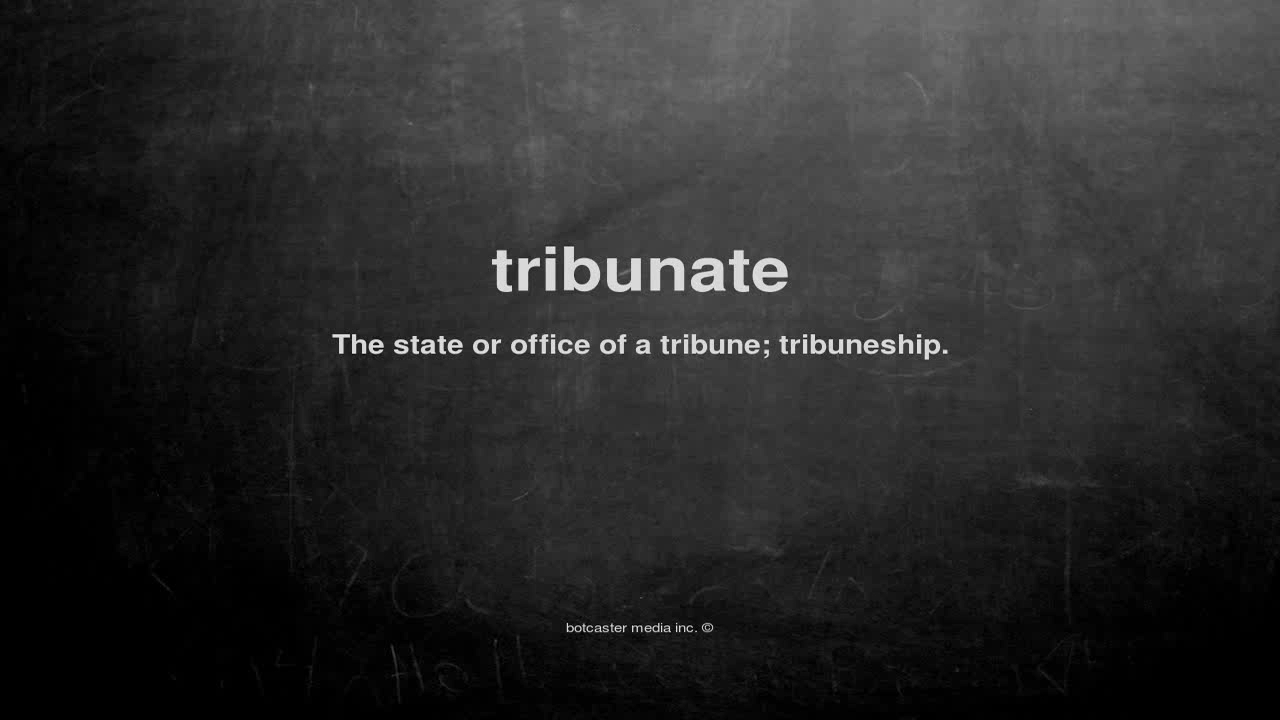 tribunate
The state or office of a tribune; tribuneship.
botcaster media inc. ©